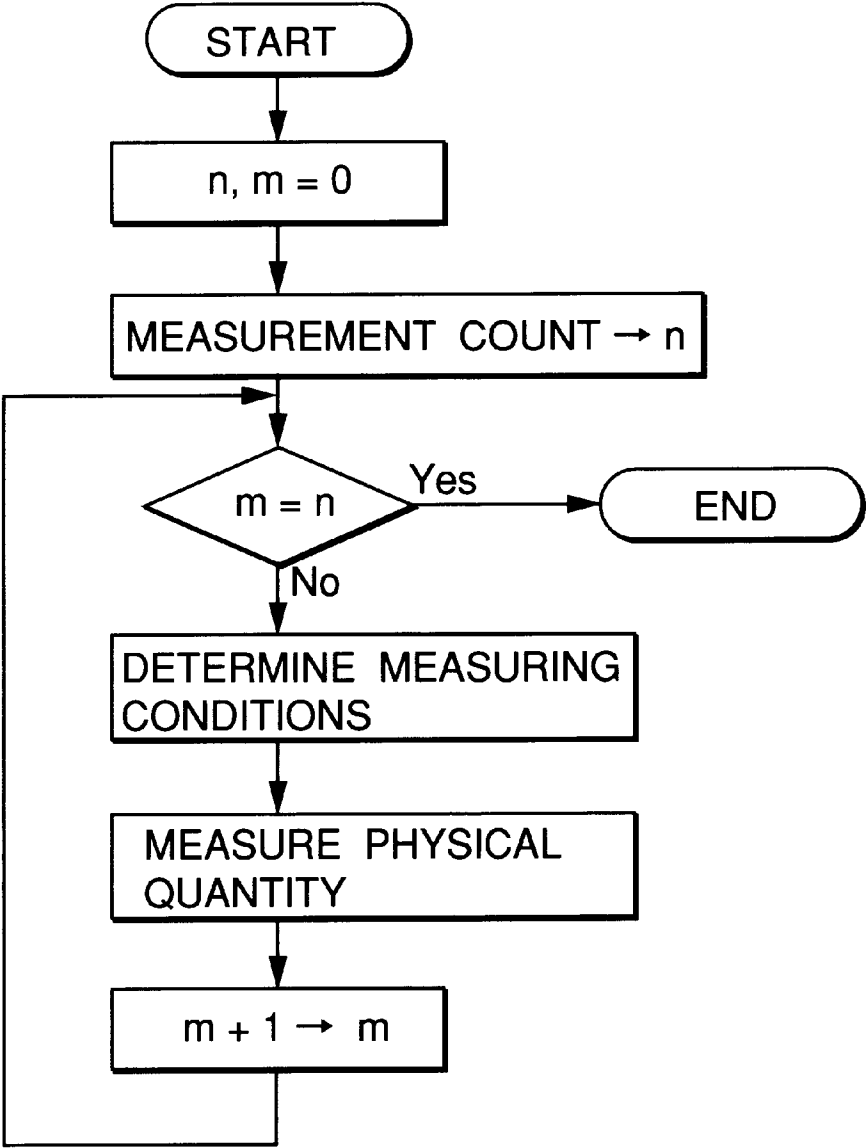 START
n, m = 0
MEASUREMENT COUNT → n
m = n
Yes
END
No
DETERMINE MEASURING
CONDITIONS
MEASURE PHYSICAL
QUANTITY
m + 1 → m